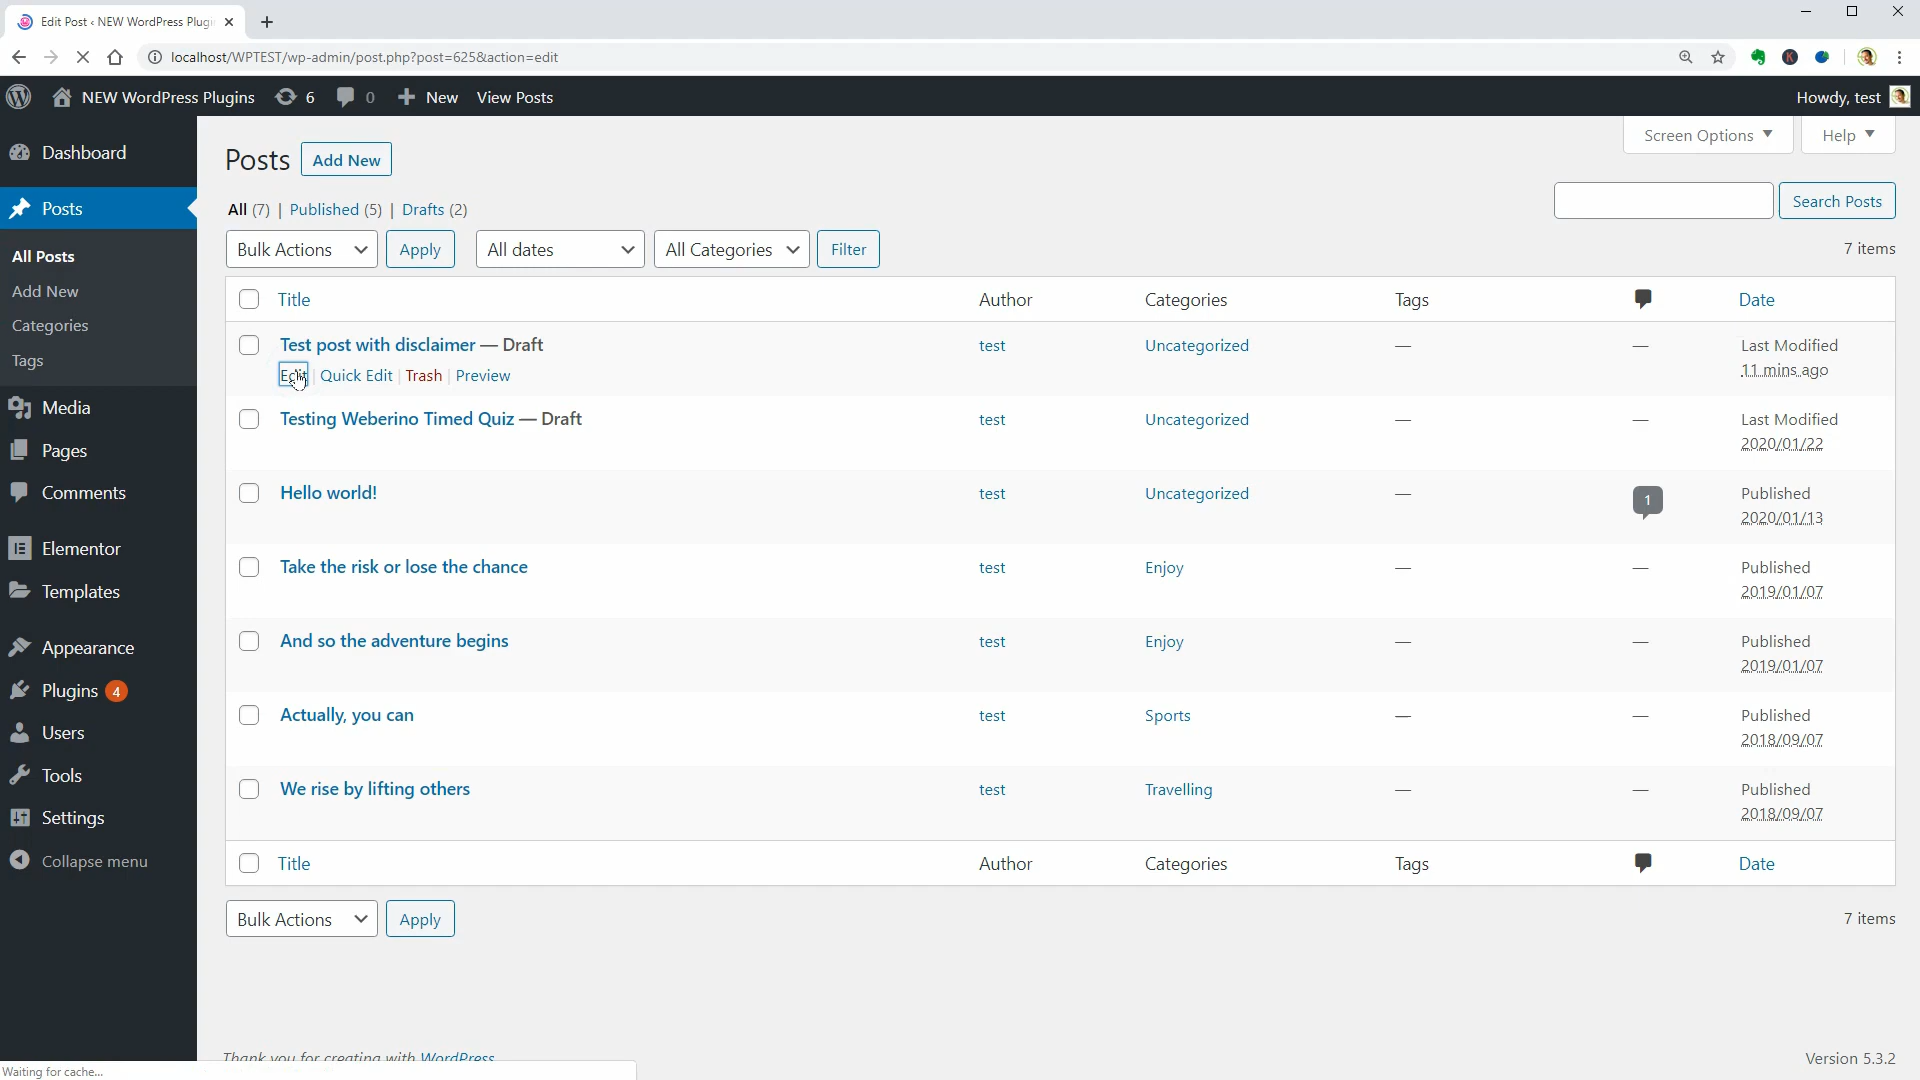 Edit Post ‹ NEW WordPress Plugi
localhost/WPTEST/wp-admin/post.php?post=625&action=edit
K
NEW WordPress Plugins 6 0 New View Posts Howdy, test
Screen Options Help
Dashboard
Posts
All Posts
Add New
Categories
Tags
Media
Pages
Comments
Elementor
Templates
Appearance
Plugins 4
Users
Tools
Settings
Collapse menu
Posts Add New
All (7) | Published (5) | Drafts (2)
Search Posts
Bulk Actions Apply All dates All Categories Filter 7 items
Title Author Categories Tags Date
Test post with disclaimer — Draft test Uncategorized — — Last Modified
11 mins ago
Edit | Quick Edit | Trash | Preview
Testing Weberino Timed Quiz — Draft test Uncategorized — — Last Modified
2020/01/22
Hello world! test Uncategorized — 1 Published
2020/01/13
Take the risk or lose the chance test Enjoy — — Published
2019/01/07
And so the adventure begins test Enjoy — — Published
2019/01/07
Actually, you can test Sports — — Published
2018/09/07
We rise by lifting others test Travelling — — Published
2018/09/07
Title Author Categories Tags Date
Bulk Actions Apply 7 items
Thank you for creating with WordPress
Version 5.3.2
Waiting for cache...